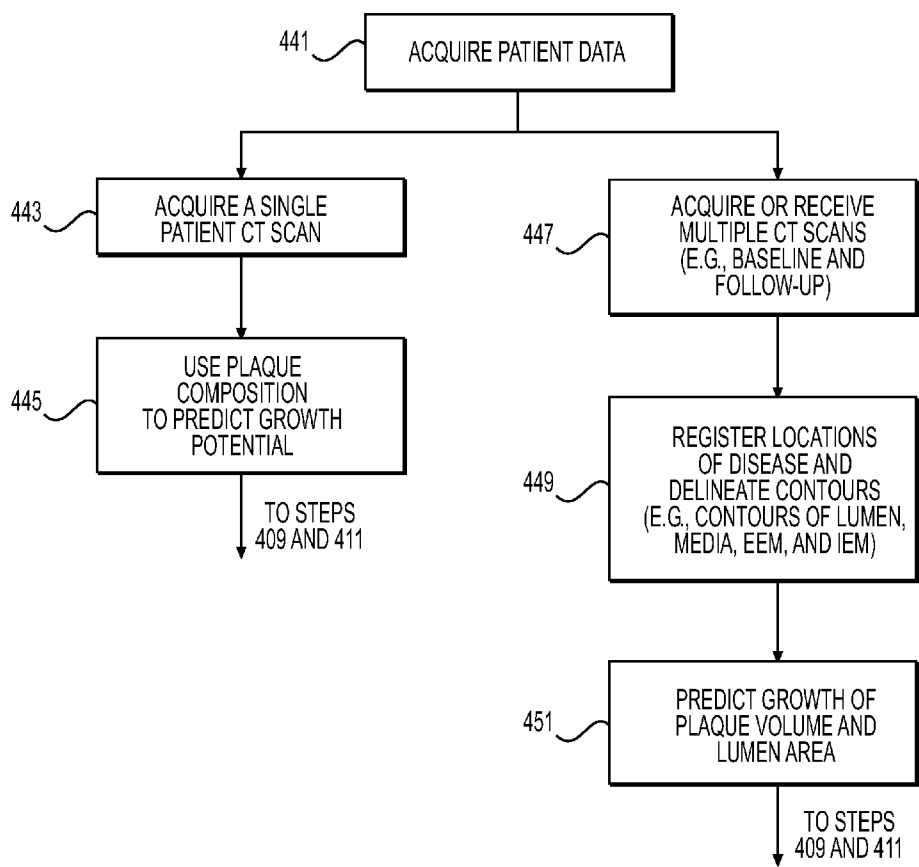 441
ACQUIRE PATIENT DATA
443
ACQUIRE A SINGLE
PATIENT CT SCAN
445
USE PLAQUE
COMPOSITION
TO PREDICT GROWTH
POTENTIAL
TO STEPS
409 AND 411
447
ACQUIRE OR RECEIVE
MULTIPLE CT SCANS
(E.G., BASELINE AND
FOLLOW-UP)
449
REGISTER LOCATIONS
OF DISEASE AND
DELINEATE CONTOURS
(E.G., CONTOURS OF LUMEN,
MEDIA, EEM, AND IEM)
451
PREDICT GROWTH OF
PLAQUE VOLUME AND
LUMEN AREA
TO STEPS
409 AND 411